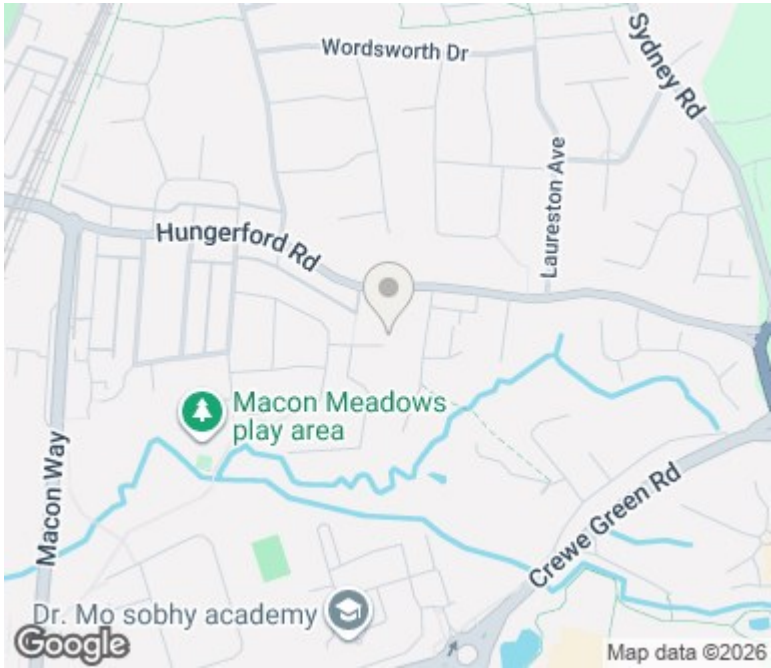 Wordsworth Dr
Sydney Rd
Laureston Ave
Hungerford Rd
Macon Meadows
play area
Macon Way
Crewe Green Rd
Dr. Mo sobhy academy
Google
Map data ©2026